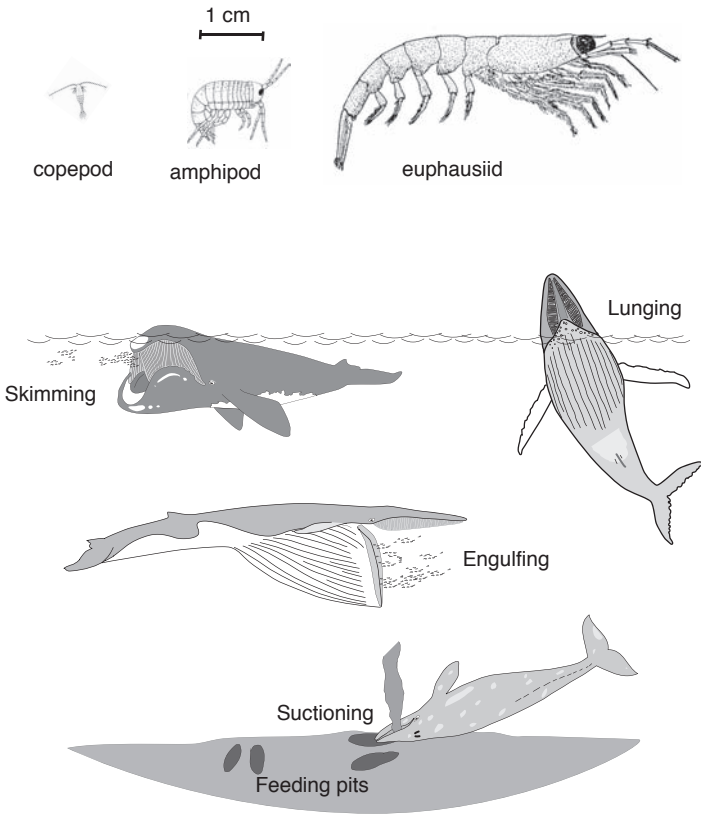 1 cm
copepod
amphipod
euphausiid
Lunging
Skimming
Engulfing
Suctioning
Feeding pits